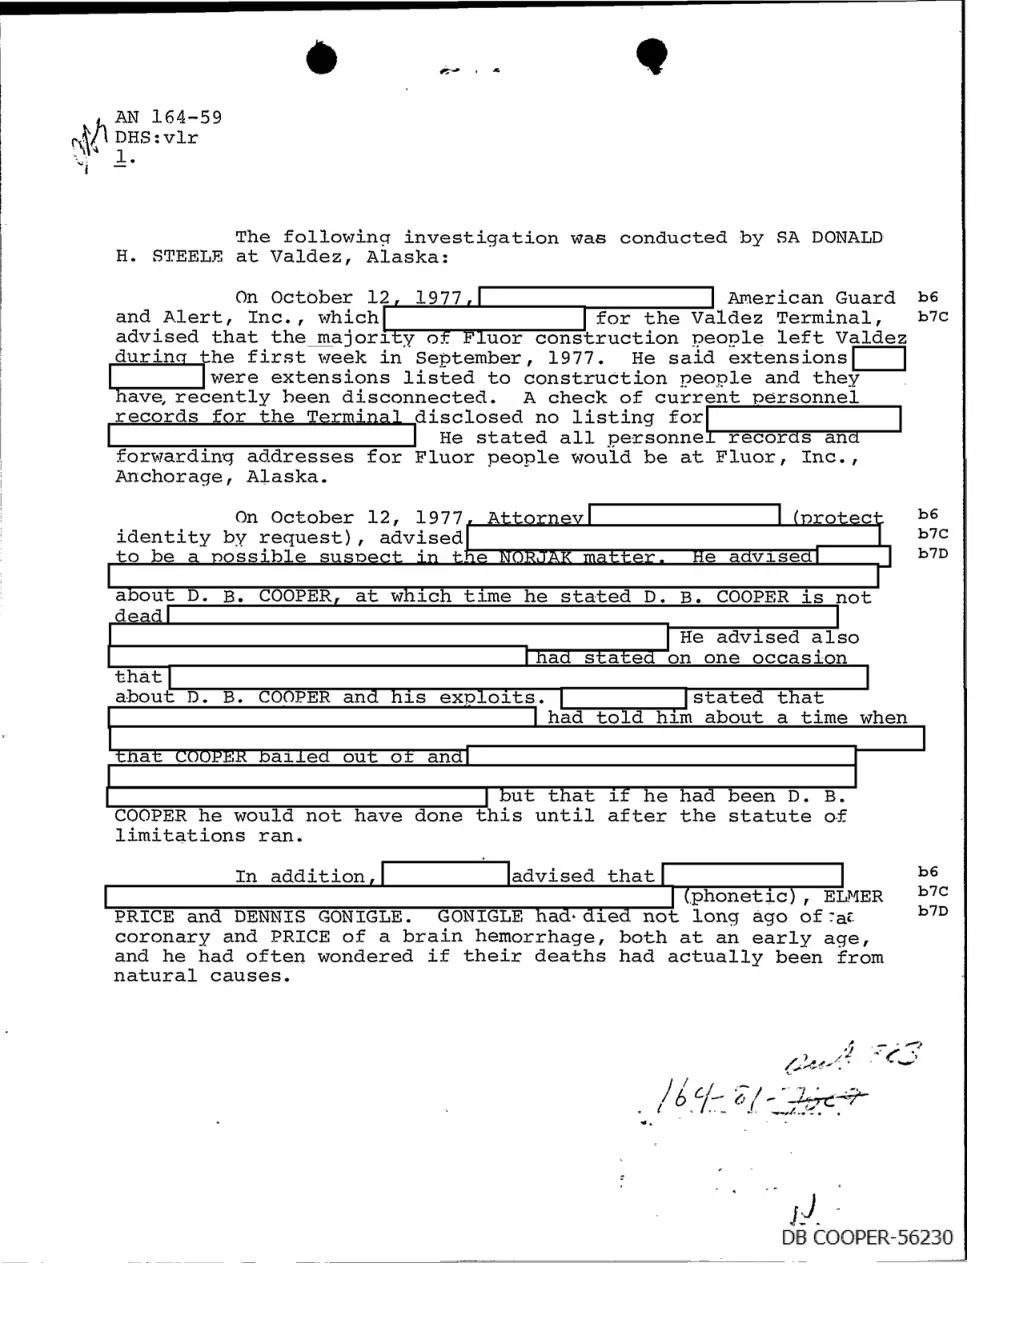 AN 164-59
DHS:vlr
1.
The following investigation was conducted by SA DONALD
H. STEELE at Valdez, Alaska:
On October 12, 1977, American Guard b6
and Alert, Inc., which for the Valdez Terminal, b7C
advised that the majority of Fluor construction people left Valdez
during the first week in September, 1977. He said extensions
were extensions listed to construction people and they
have, recently been disconnected. A check of current personnel
records for the Terminal disclosed no listing for
He stated all personnel records and
forwarding addresses for Fluor people would be at Fluor, Inc.,
Anchorage, Alaska.
On October 12, 1977, Attorney (protect b6
identity by request), advised b7C
to be a possible suspect in the NORJAK matter. He advised b7D
about D. B. COOPER, at which time he stated D. B. COOPER is not
dead
He advised also
had stated on one occasion
that
about D. B. COOPER and his exploits. stated that
had told him about a time when
that COOPER bailed out of and
but that if he had been D. B.
COOPER he would not have done this until after the statute of
limitations ran.
In addition, advised that b6
(phonetic), ELMER b7C
PRICE and DENNIS GONIGLE. GONIGLE had died not long ago of a b7D
coronary and PRICE of a brain hemorrhage, both at an early age,
and he had often wondered if their deaths had actually been from
natural causes.
164-81-
DB COOPER-56230